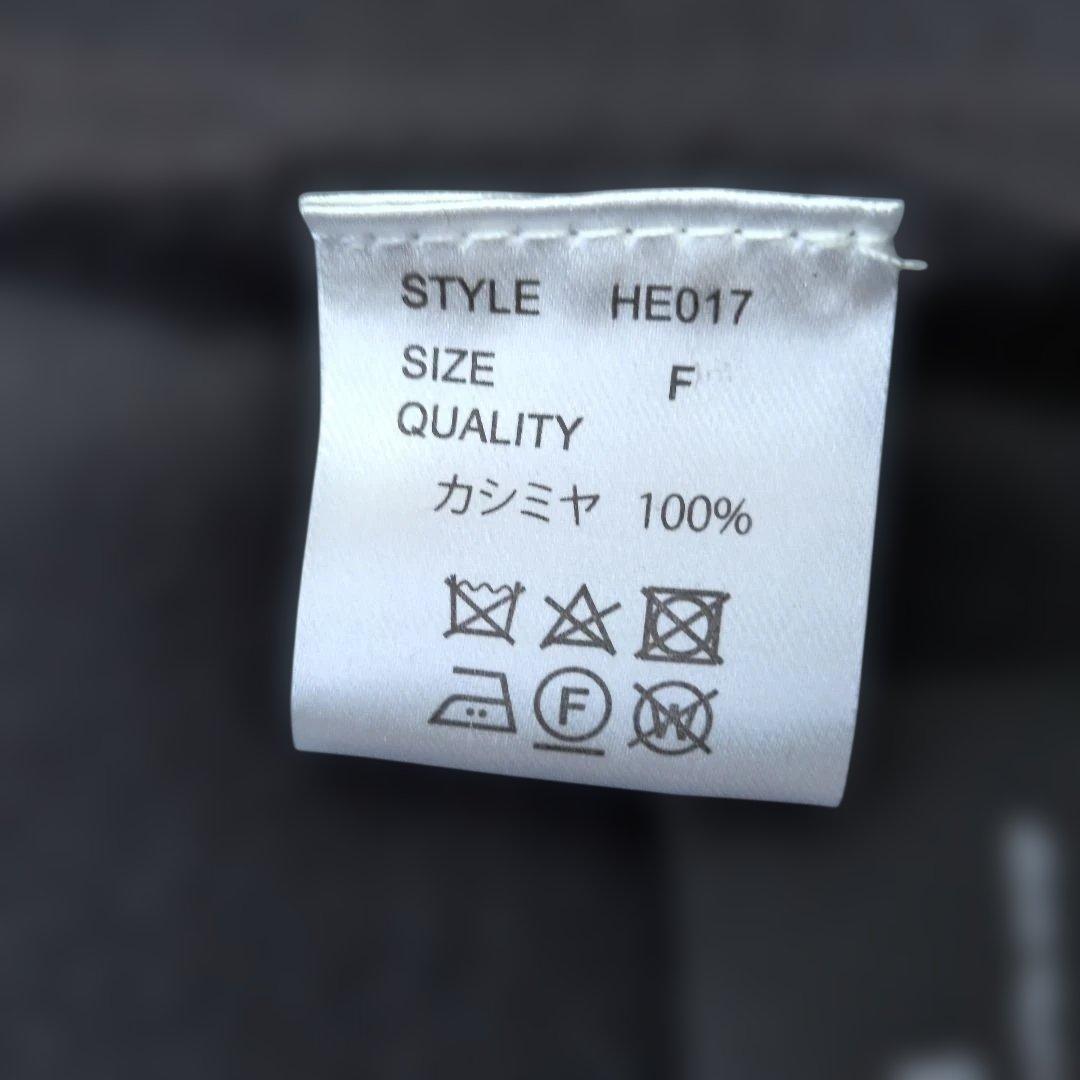 STYLE HE017
SIZE F
QUALITY
カシミヤ 100%
F W